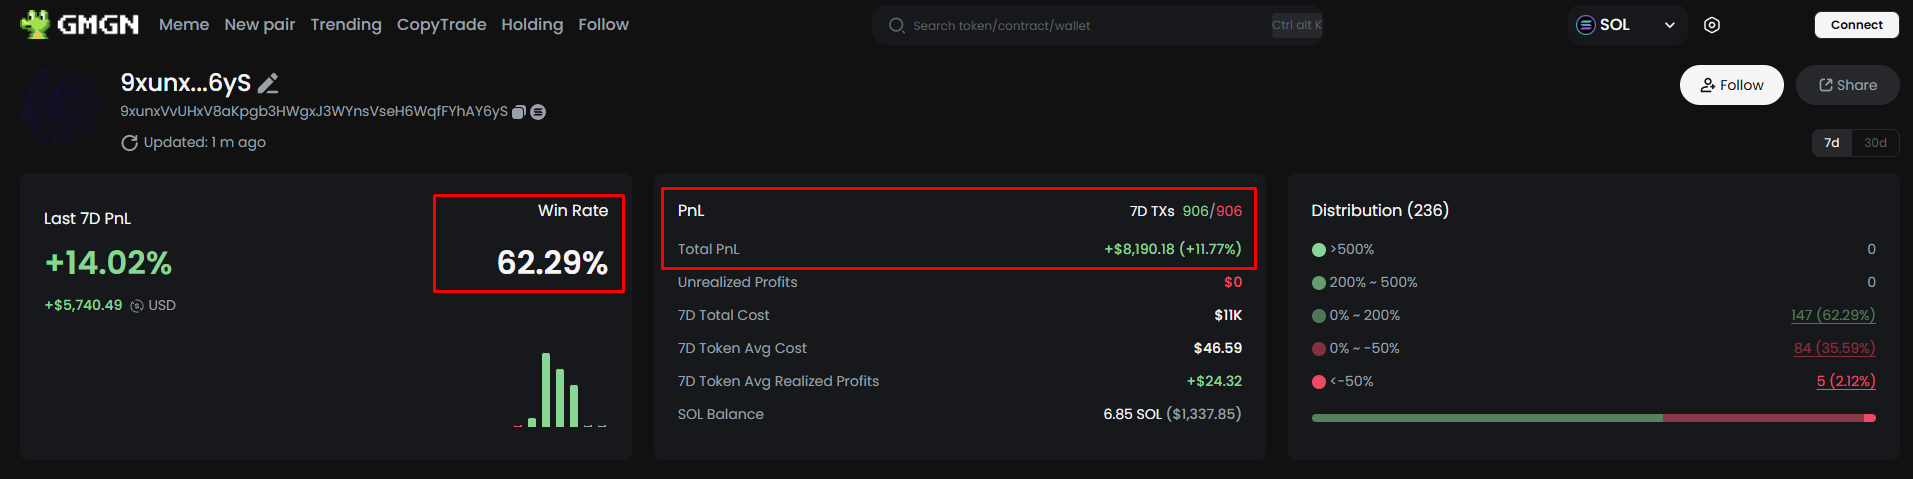 GMGN Meme New pair Trending CopyTrade Holding Follow Search token/contract/wallet Ctrl alt K SOL Connect
9xunx...6yS
Follow Share
9xunxVvUHxV8aKpgb3HWgxJ3WYnsVseH6WqfFYhAY6yS
Updated: 1 m ago
7d 30d
Last 7D PnL
Win Rate
+14.02%
62.29%
+$5,740.49 USD
PnL 7D TXs 906/906
Total PnL +$8,190.18 (+11.77%)
Unrealized Profits $0
7D Total Cost $11K
7D Token Avg Cost $46.59
7D Token Avg Realized Profits +$24.32
SOL Balance 6.85 SOL ($1,337.85)
Distribution (236)
>500% 0
200% ~ 500% 0
0% ~ 200% 147 (62.29%)
0% ~ -50% 84 (35.59%)
<-50% 5 (2.12%)